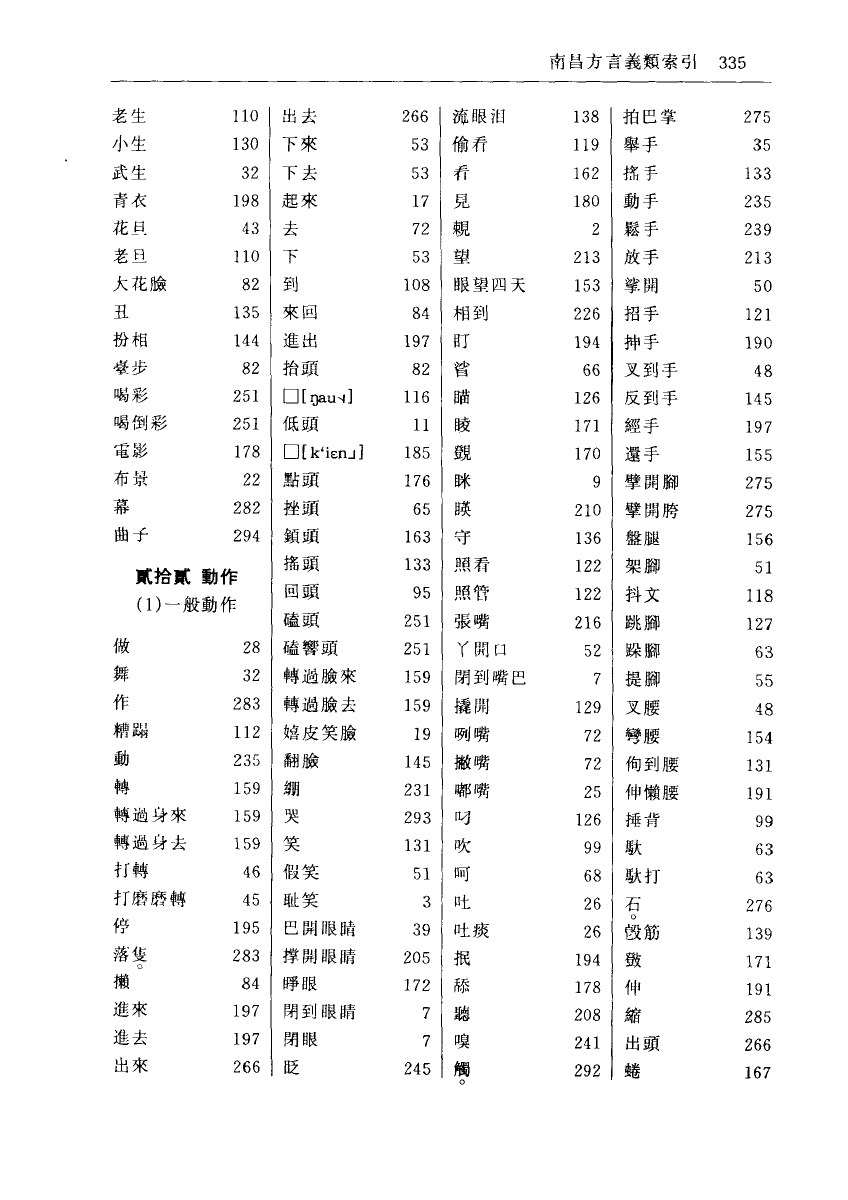 南昌方言義類索引 335
老生 110
小生 130
武生 32
青衣 198
花旦 43
老旦 110
大花臉 82
丑 135
扮相 144
臺步 82
喝彩 251
喝倒彩 251
電影 178
布景 22
幕 282
曲子 294
貳拾貳 動作
(1)一般動作
做 28
舞 32
作 283
糟蹋 112
動 235
轉 159
轉過身來 159
轉過身去 159
打轉 46
打磨磨轉 45
停 195
落隻 283
攋 84
進來 197
進去 197
出來 266
出去 266
下來 53
下去 53
起來 17
去 72
下 53
到 108
來回 84
進出 197
抬頭 82
□[ŋau˧˩] 116
低頭 11
□[k‘iɛn˩] 185
點頭 176
挫頭 65
鎮頭 163
搖頭 133
回頭 95
磕頭 251
磕響頭 251
轉過臉來 159
轉過臉去 159
嬉皮笑臉 19
翻臉 145
繃 231
哭 293
笑 131
假笑 51
耻笑 3
巴開眼睛 39
撑開眼睛 205
睜眼 172
閉到眼睛 7
閉眼 7
眨 245
流眼泪 138
偷看 119
看 162
見 180
覞 2
望 213
眼望四天 153
相到 226
盯 194
眢 66
瞄 126
睖 171
覴 170
眯 9
䁐 210
守 136
照看 122
照管 122
張嘴 216
丫開口 52
閉到嘴巴 7
撬開 129
咧嘴 72
撇嘴 72
嘟嘴 25
叼 126
吹 99
呵 68
吐 26
吐痰 26
抿 194
舔 178
聽 208
嗅 241
觸 292
拍巴掌 275
舉手 35
搖手 133
動手 235
鬆手 239
放手 213
揅開 50
招手 121
抻手 190
叉到手 48
反到手 145
經手 197
還手 155
擘開腳 275
擘開胯 275
盤腿 156
架腳 51
抖文 118
跳腳 127
跺腳 63
提腳 55
叉腰 48
彎腰 154
佝到腰 131
伸懶腰 191
捶背 99
馱 63
馱打 63
石 276
毃筋 139
伸 191
縮 285
出頭 266
蜷 167